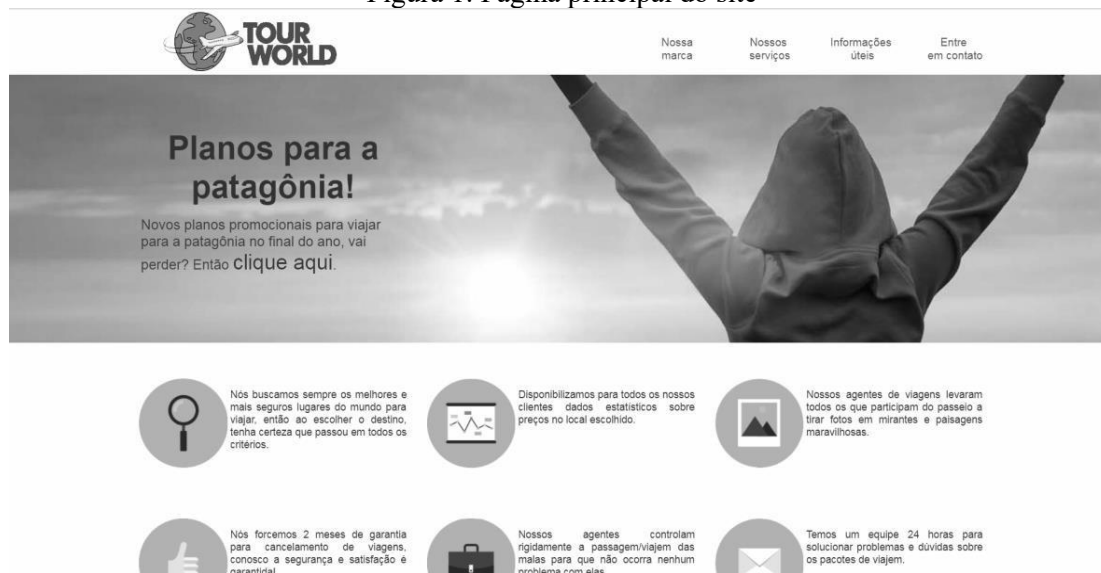 Figura 1: Página principal do site
TOUR
WORLD
Nossa
marca
Nossos
serviços
Informações
úteis
Entre
em contato
Planos para a
patagônia!
Novos planos promocionais para viajar
para a patagônia no final do ano, vai
perder? Então clique aqui.
Nós buscamos sempre os melhores e
mais seguros lugares do mundo para
viajar, então ao escolher o destino,
tenha certeza que passou em todos os
critérios.
Disponibilizamos para todos os nossos
clientes dados estatísticos sobre
preços no local escolhido.
Nossos agentes de viagens levaram
todos os que participam do passeio a
tirar fotos em mirantes e paisagens
maravilhosas.
Nós forcemos 2 meses de garantia
para cancelamento de viagens,
conosco a segurança e satisfação é
garantida!
Nossos agentes controlam
rigidamente a passagem/viajem das
malas para que não ocorra nenhum
problema com elas.
Temos um equipe 24 horas para
solucionar problemas e dúvidas sobre
os pacotes de viajem.